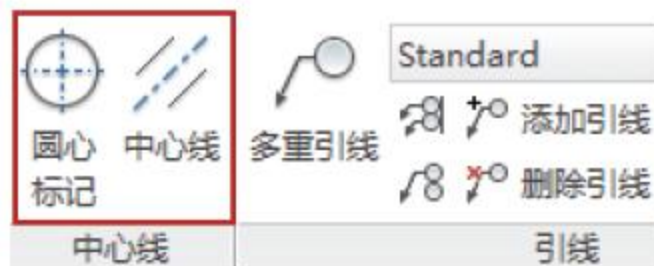 圆心
标记
中心线
多重引线
Standard
添加引线
删除引线
中心线
引线